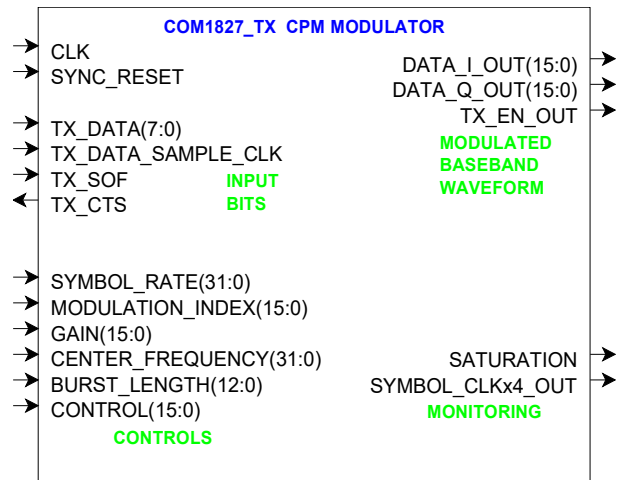 COM1827_TX CPM MODULATOR
CLK
SYNC_RESET
TX_DATA(7:0)
TX_DATA_SAMPLE_CLK
TX_SOF
TX_CTS
INPUT
BITS
SYMBOL_RATE(31:0)
MODULATION_INDEX(15:0)
GAIN(15:0)
CENTER_FREQUENCY(31:0)
BURST_LENGTH(12:0)
CONTROL(15:0)
CONTROLS
DATA_I_OUT(15:0)
DATA_Q_OUT(15:0)
TX_EN_OUT
MODULATED
BASEBAND
WAVEFORM
SATURATION
SYMBOL_CLKx4_OUT
MONITORING